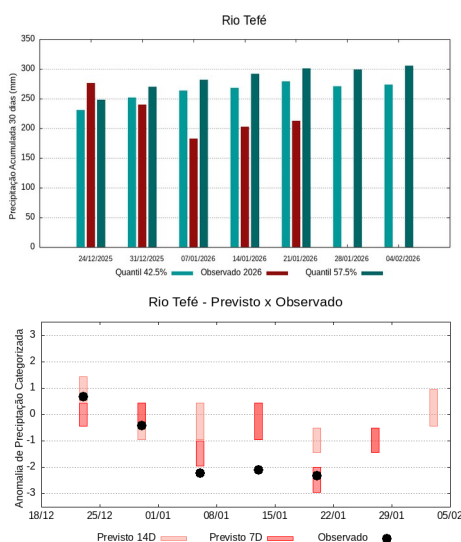 Rio Tefé
Precipitação Acumulada 30 dias (mm)
350
300
250
200
150
100
50
0
24/12/2025 31/12/2025 07/01/2026 14/01/2026 21/01/2026 28/01/2026 04/02/2026
Quantil 42.5% Observado 2026 Quantil 57.5%
Rio Tefé - Previsto x Observado
Anomalia de Preciptação Categorizada
3
2
1
0
-1
-2
-3
18/12 25/12 01/01 08/01 15/01 22/01 29/01 05/02
Previsto 14D Previsto 7D Observado